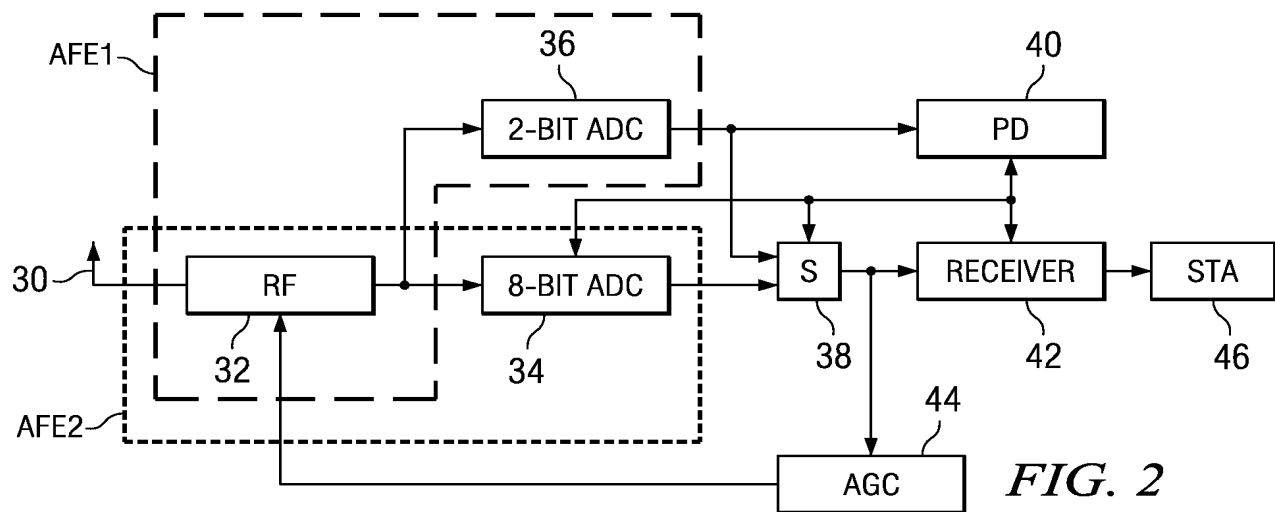 AFE1
36
2-BIT ADC
40
PD
30
RF
32
8-BIT ADC
34
S
38
RECEIVER
42
STA
46
AFE2
44
AGC
FIG. 2